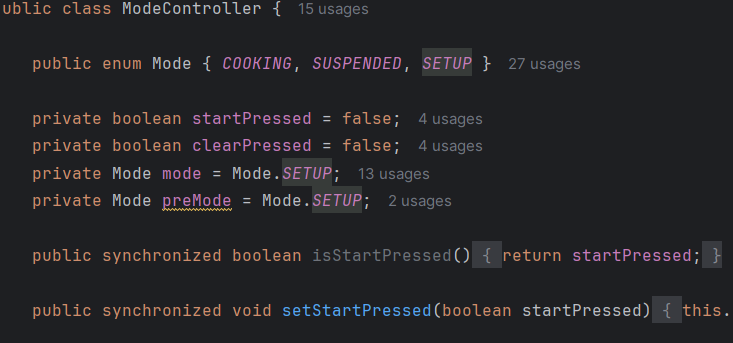 ublic class ModeController { 15 usages
public enum Mode { COOKING, SUSPENDED, SETUP } 27 usages
private boolean startPressed = false; 4 usages
private boolean clearPressed = false; 4 usages
private Mode mode = Mode.SETUP; 13 usages
private Mode preMode = Mode.SETUP; 2 usages
public synchronized boolean isStartPressed() { return startPressed; }
public synchronized void setStartPressed(boolean startPressed) { this.